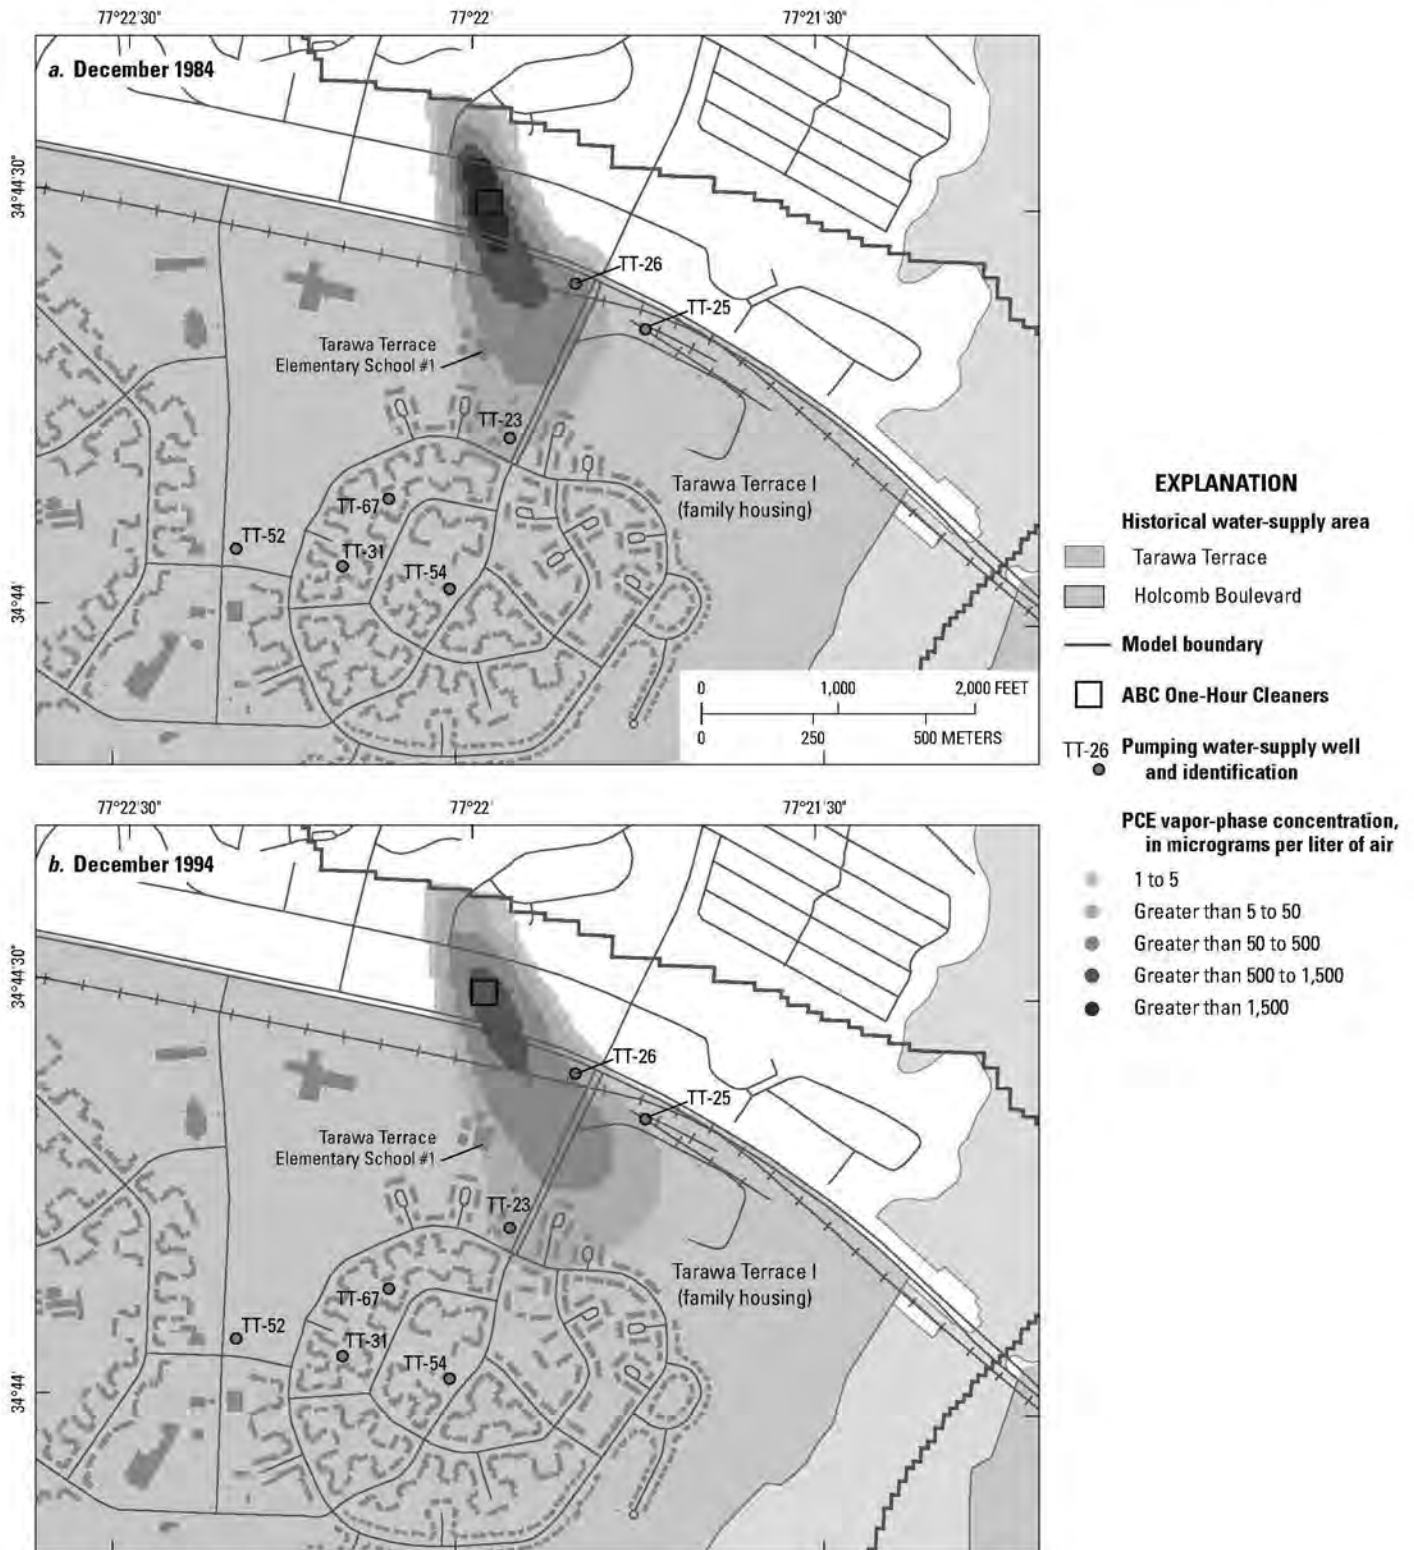 77°22'30"
77°22'
77°21'30"
a. December 1984
34°44'30"
TT-26
TT-25
Tarawa Terrace
Elementary School #1
TT-23
Tarawa Terrace I
(family housing)
TT-67
TT-52
TT-31
TT-54
34°44'
0
1,000
2,000 FEET
0
250
500 METERS
77°22'30"
77°22'
77°21'30"
b. December 1994
34°44'30"
TT-26
TT-25
Tarawa Terrace
Elementary School #1
TT-23
Tarawa Terrace I
(family housing)
TT-67
TT-52
TT-31
TT-54
34°44'
EXPLANATION
Historical water-supply area
Tarawa Terrace
Holcomb Boulevard
Model boundary
ABC One-Hour Cleaners
TT-26 Pumping water-supply well
and identification
PCE vapor-phase concentration,
in micrograms per liter of air
1 to 5
Greater than 5 to 50
Greater than 50 to 500
Greater than 500 to 1,500
Greater than 1,500